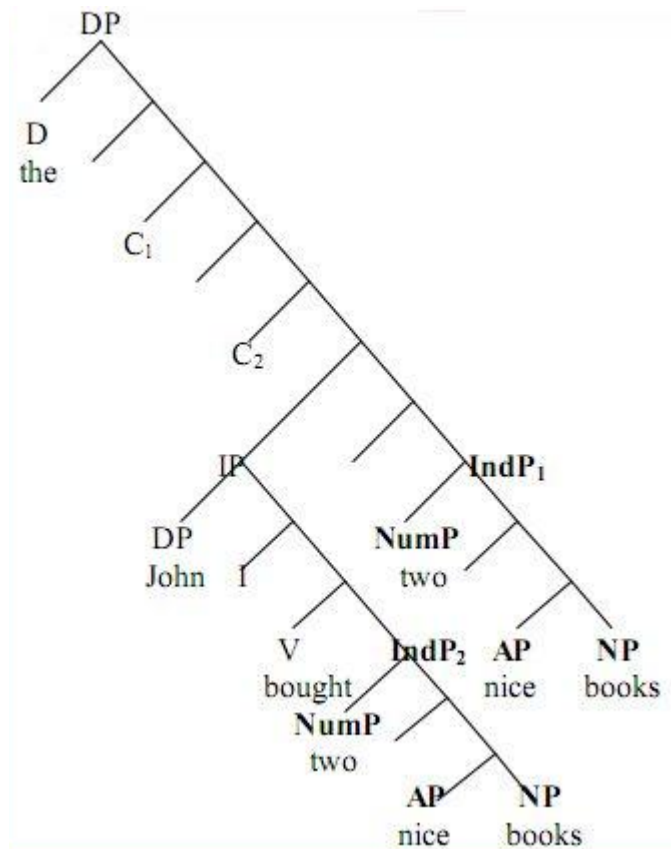 DP
D
the
C₁
C₂
IP IndP₁
DP NumP
John I two
V IndP₂ AP NP
bought nice books
NumP
two
AP NP
nice books